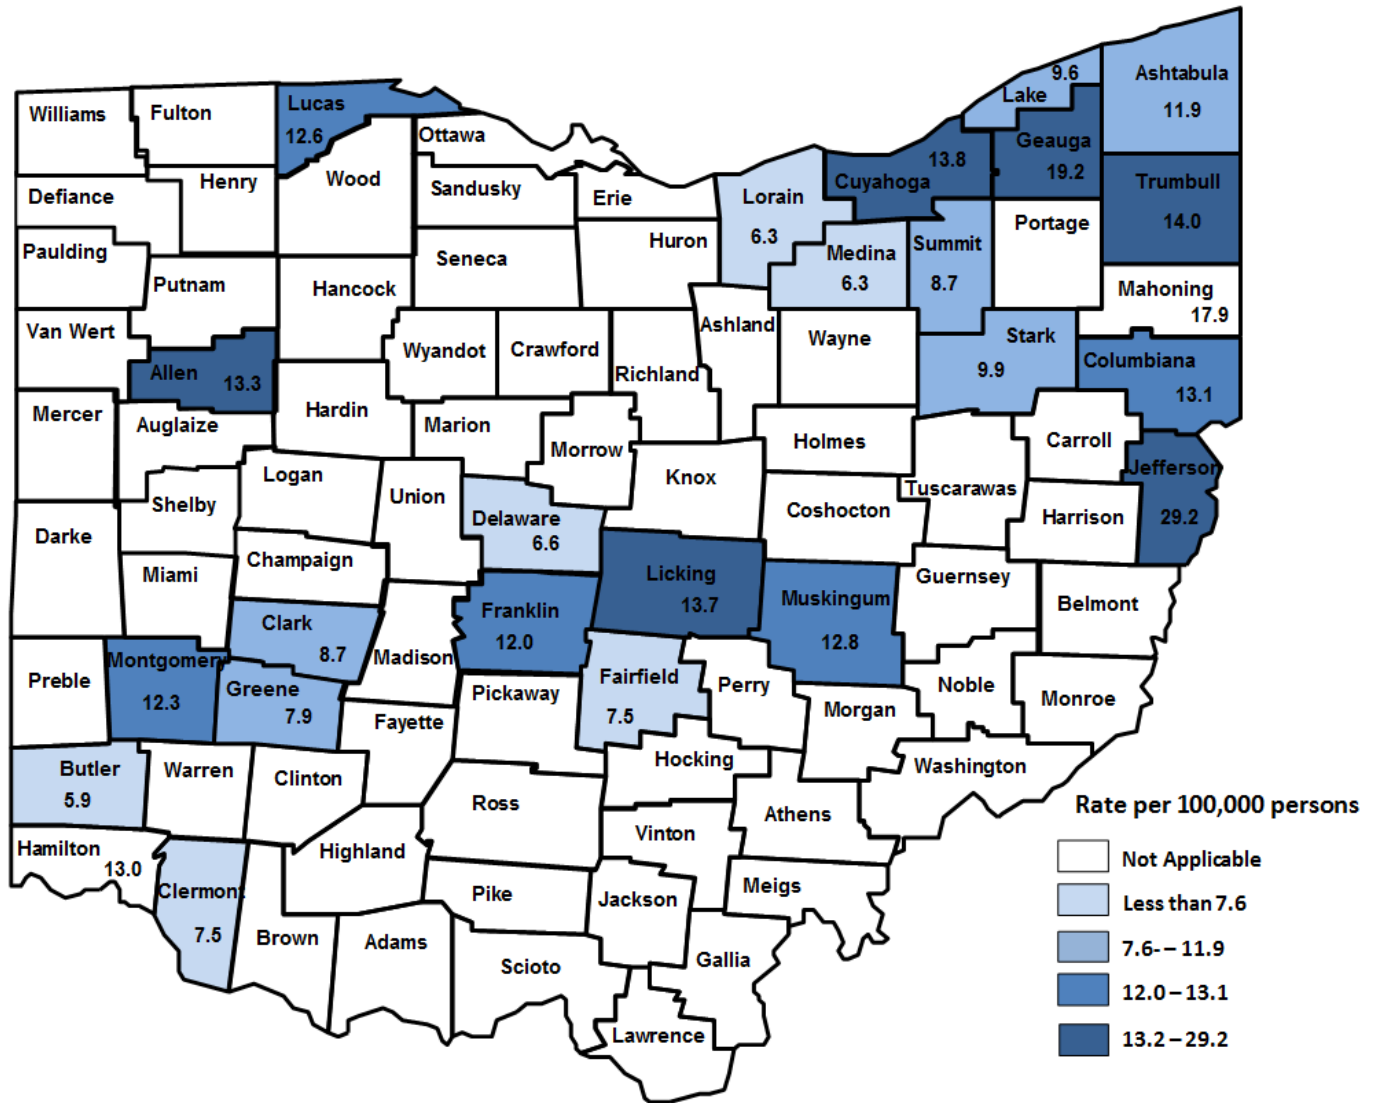 9.6
Ashtabula
Williams
Fulton
Lucas
Lake
11.9
12.6
Ottawa
Geauga
13.8
19.2
Henry
Wood
Sandusky
Cuyahoga
Trumbull
Defiance
Erie
Lorain
14.0
Portage
Paulding
Huron
6.3
Medina
Summit
Seneca
6.3
8.7
Putnam
Hancock
Mahoning
17.9
Van Wert
Ashland
Wayne
Stark
Wyandot
Crawford
Columbiana
Allen
13.3
Richland
9.9
13.1
Mercer
Hardin
Auglaize
Marion
Holmes
Carroll
Morrow
Jefferson
Logan
Knox
Union
Tuscarawas
Shelby
Delaware
Coshocton
Harrison
29.2
Darke
6.6
Champaign
Miami
Licking
Guernsey
Muskingum
13.7
Belmont
Franklin
Clark
12.0
12.8
8.7
Madison
Montgomery
Preble
Fairfield
Perry
Noble
Greene
Pickaway
12.3
7.9
7.5
Morgan
Monroe
Fayette
Butler
Warren
Clinton
Hocking
Washington
5.9
Ross
Athens
Rate per 100,000 persons
Vinton
Hamilton
13.0
Highland
Not Applicable
Clermont
Pike
Jackson
Meigs
Less than 7.6
7.5
Brown
Adams
7.6-–11.9
Scioto
Gallia
12.0–13.1
Lawrence
13.2–29.2